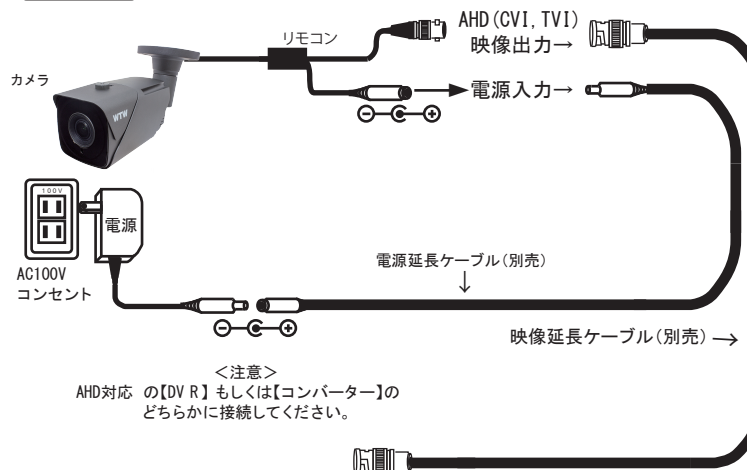 AHD(CVI,TVI)
映像出力→
リモコン
カメラ
WTW
電源入力→
100V
電源
AC100V
コンセント
電源延長ケーブル(別売)
↓
映像延長ケーブル(別売)→
<注意>
AHD対応 の【DV R】もしくは【コンバーター】の
どちらかに接続してください。